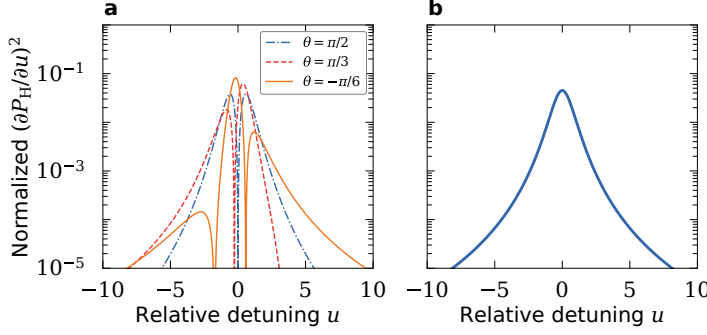 a
b
θ = π/2
θ = π/3
θ = −π/6
Normalized (∂P_H/∂u)²
10⁻¹
10⁻³
10⁻⁵
−10 −5 0 5 10
−10 −5 0 5 10
Relative detuning u
Relative detuning u